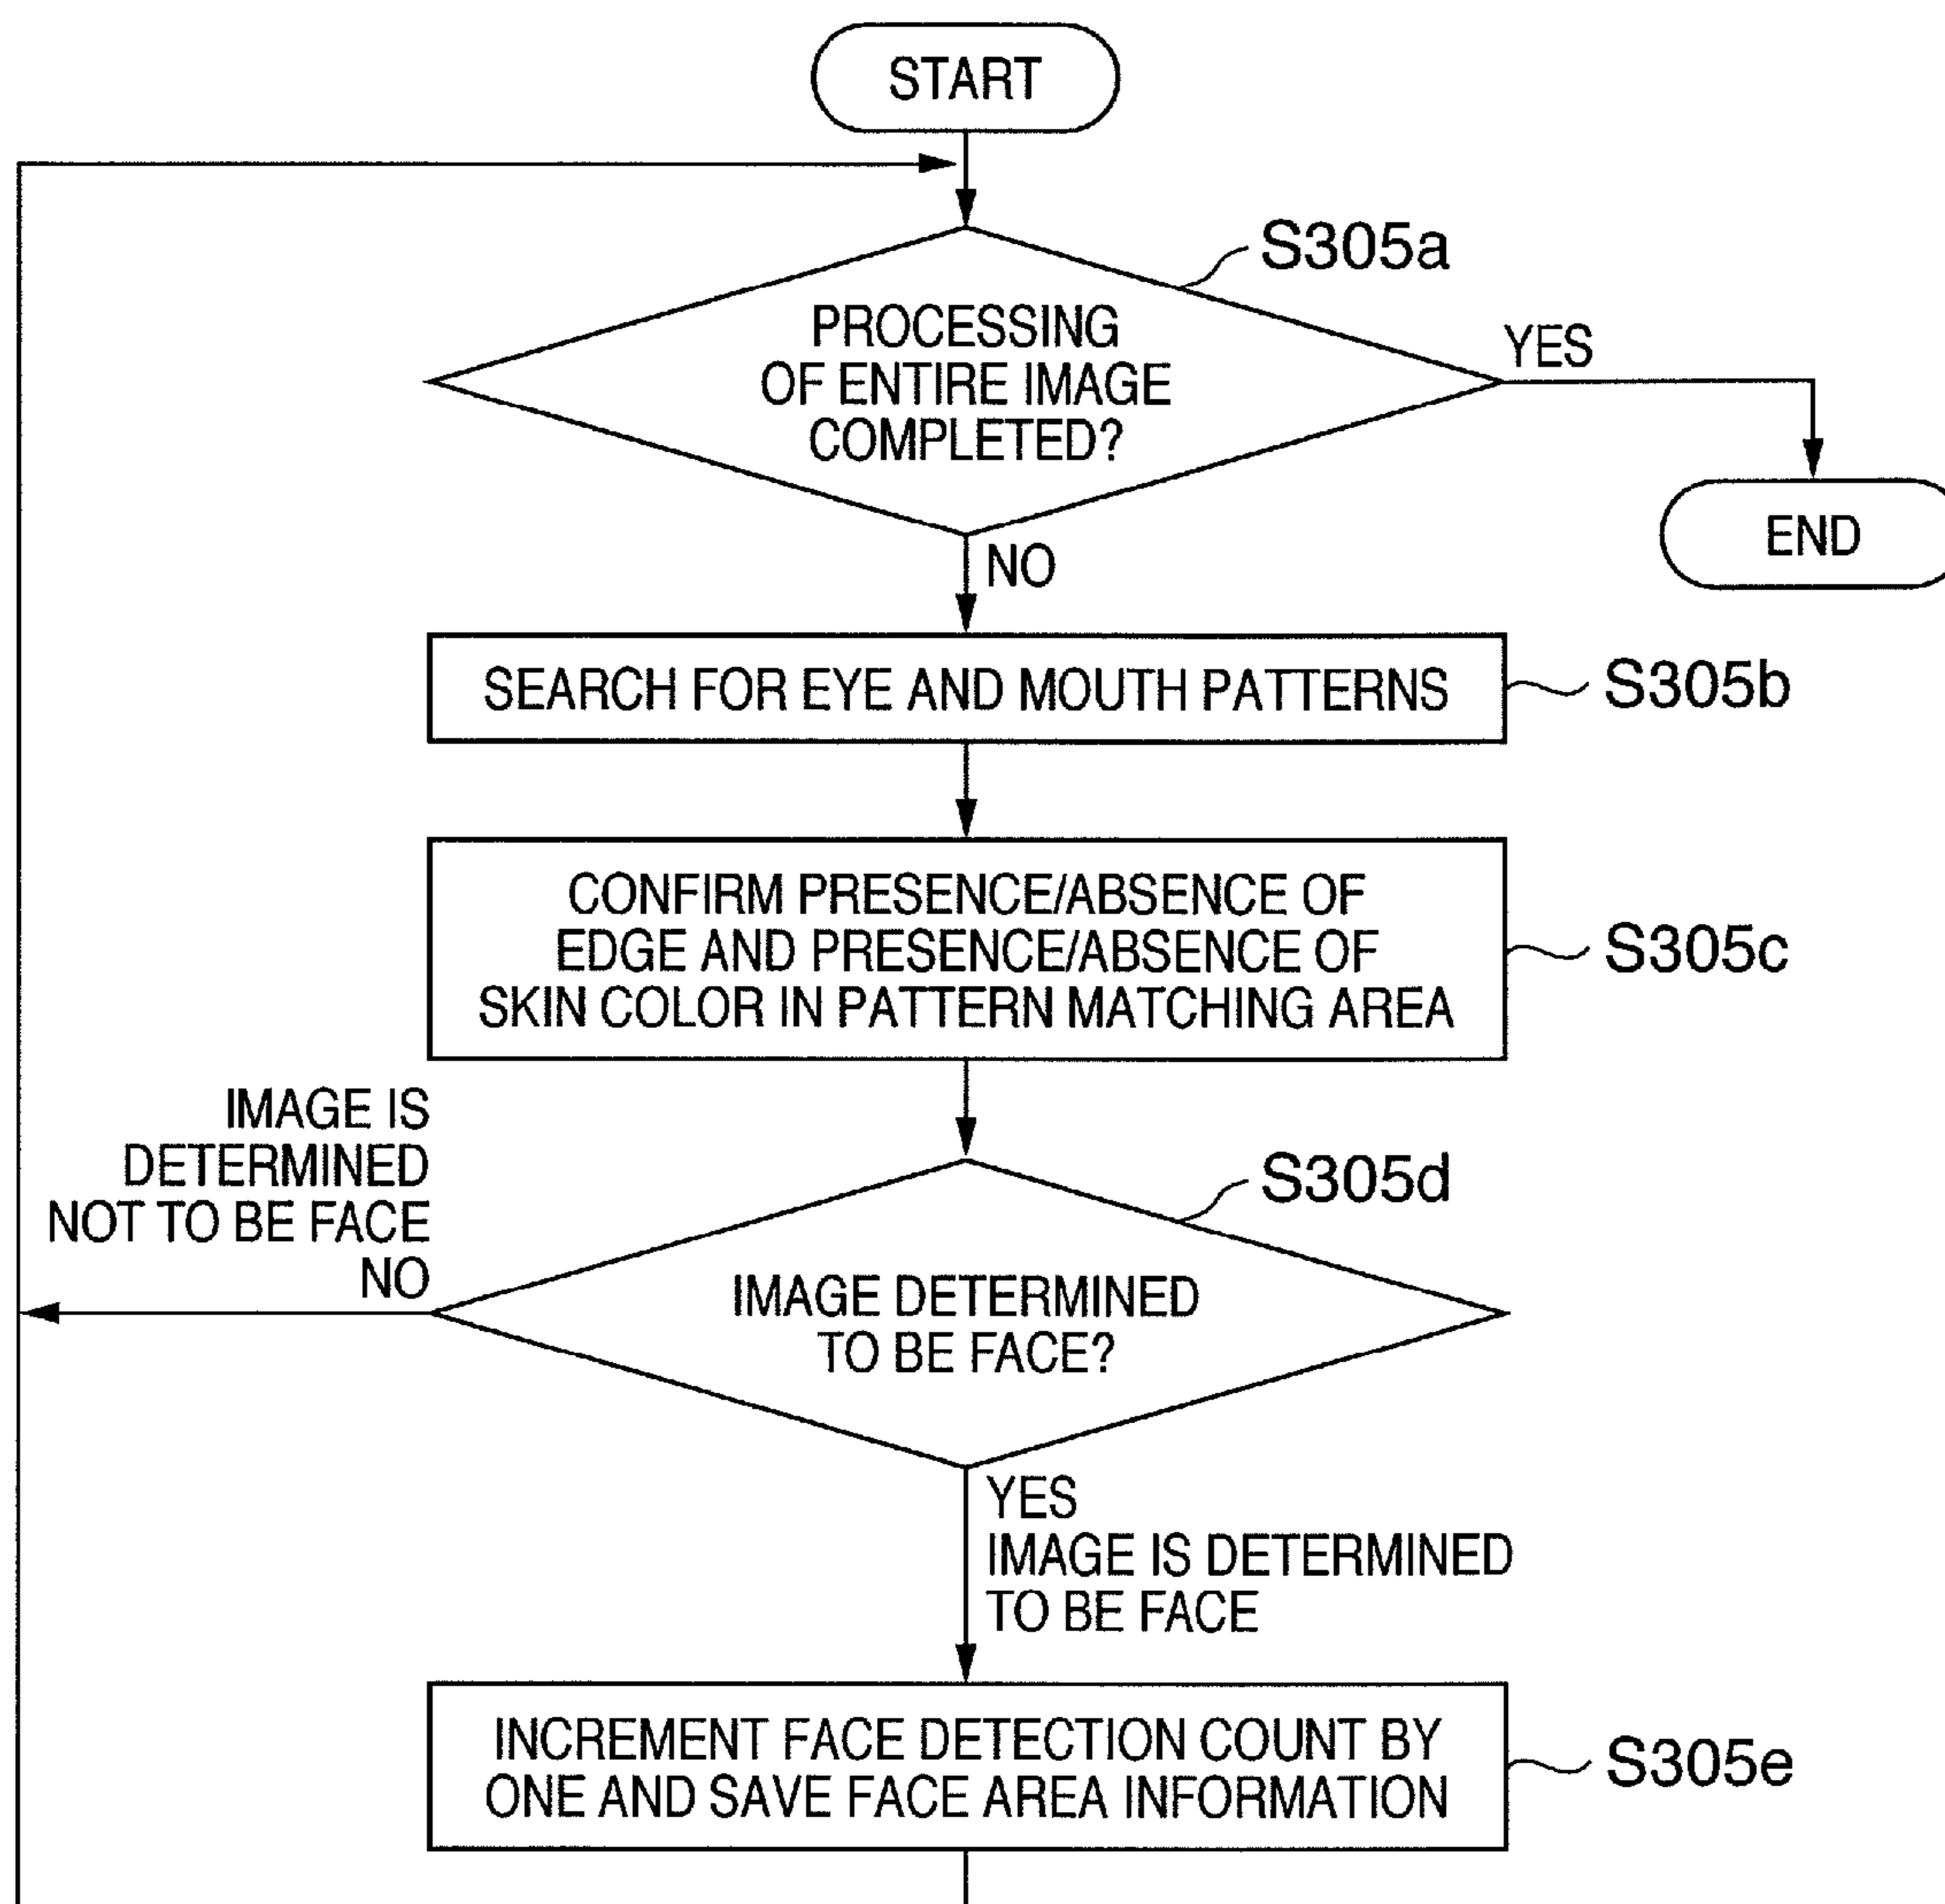 START
S305a
PROCESSING
OF ENTIRE IMAGE
COMPLETED?
YES
END
NO
SEARCH FOR EYE AND MOUTH PATTERNS
S305b
CONFIRM PRESENCE/ABSENCE OF
EDGE AND PRESENCE/ABSENCE OF
SKIN COLOR IN PATTERN MATCHING AREA
S305c
IMAGE IS
DETERMINED
NOT TO BE FACE
NO
S305d
IMAGE DETERMINED
TO BE FACE?
YES
IMAGE IS DETERMINED
TO BE FACE
INCREMENT FACE DETECTION COUNT BY
ONE AND SAVE FACE AREA INFORMATION
S305e